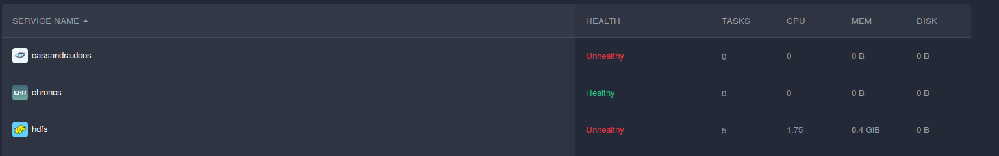 SERVICE NAME HEALTH TASKS CPU MEM DISK
cassandra.dcos Unhealthy 0 0 0 B 0 B
CHR chronos Healthy 0 0 0 B 0 B
hdfs Unhealthy 5 1.75 8.4 GiB 0 B